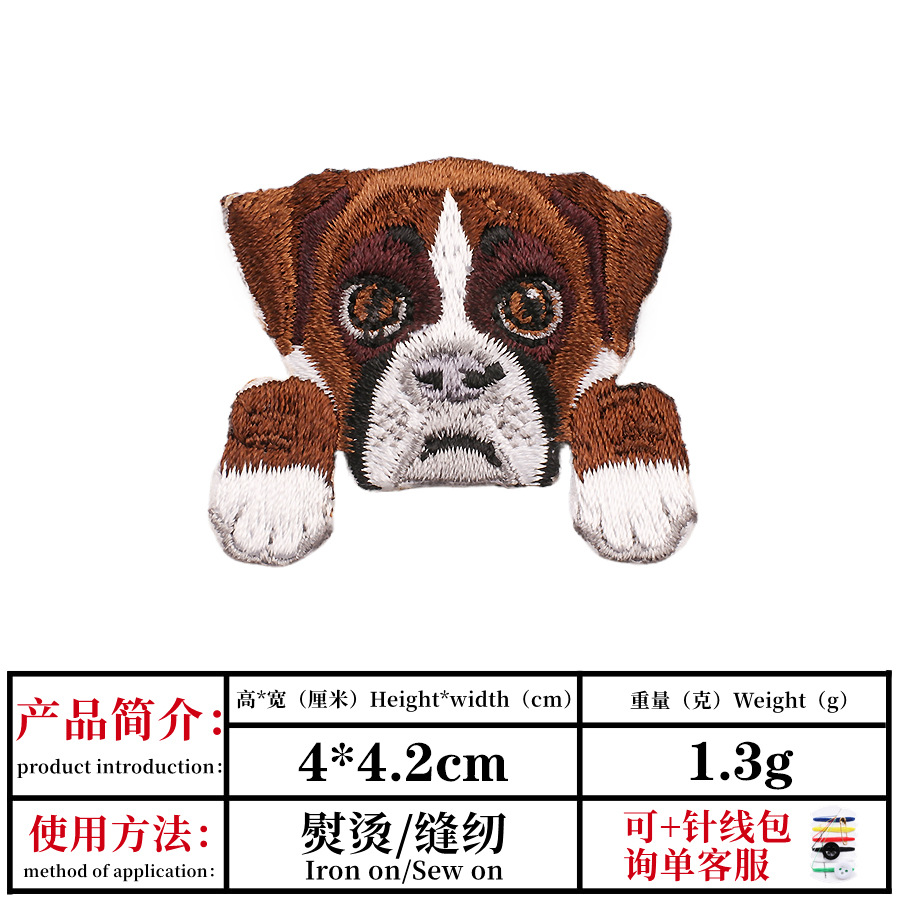 产品简介：
product introduction：
高*宽（厘米）Height*width（cm）
重量（克）Weight（g）
4*4.2cm
1.3g
使用方法：
method of application：
熨烫/缝纫
Iron on/Sew on
可+针线包
询单客服